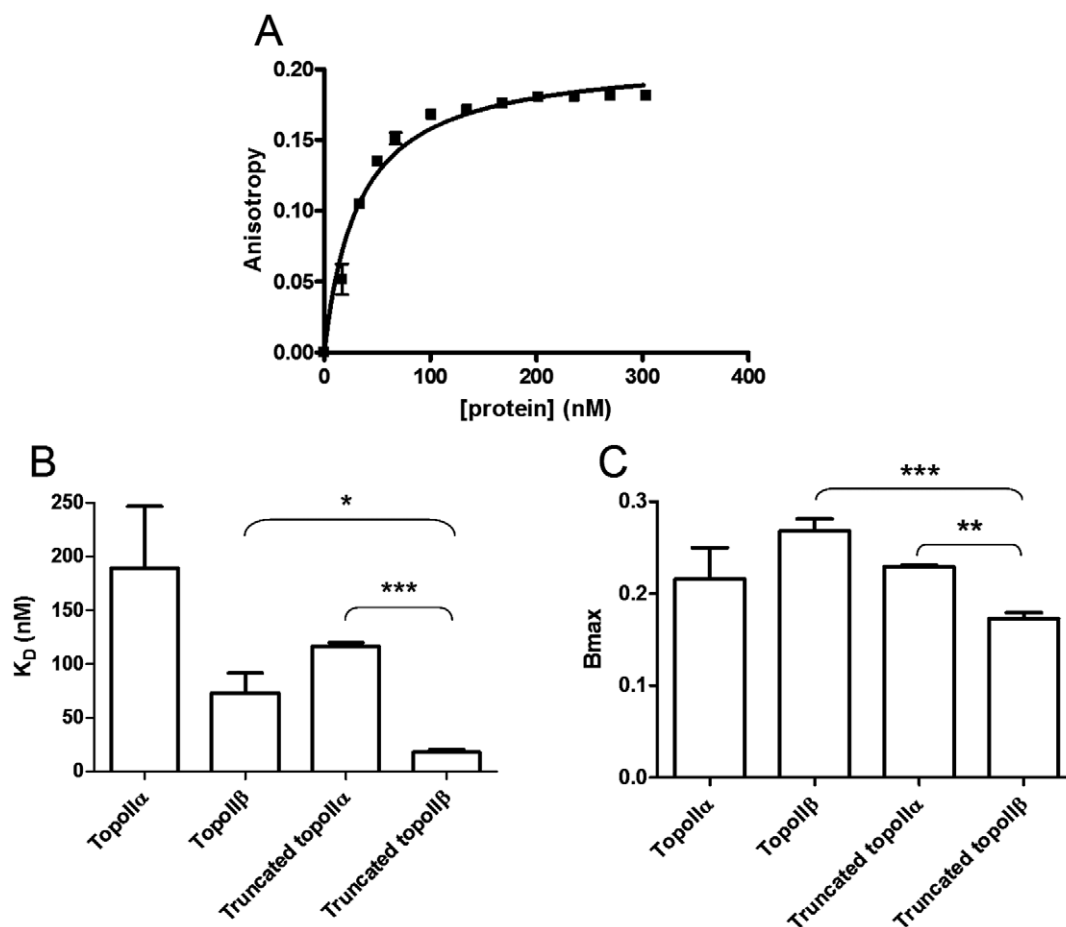 A
0.20
0.15
0.10
0.05
0.00
Anisotropy
0 100 200 300 400
[protein] (nM)
B
250
200
150
100
50
0
K_D (nM)
*
***
TopoIIα
TopoIIβ
Truncated topoIIα
Truncated topoIIβ
C
0.3
0.2
0.1
0.0
Bmax
***
**
TopoIIα
TopoIIβ
Truncated topoIIα
Truncated topoIIβ